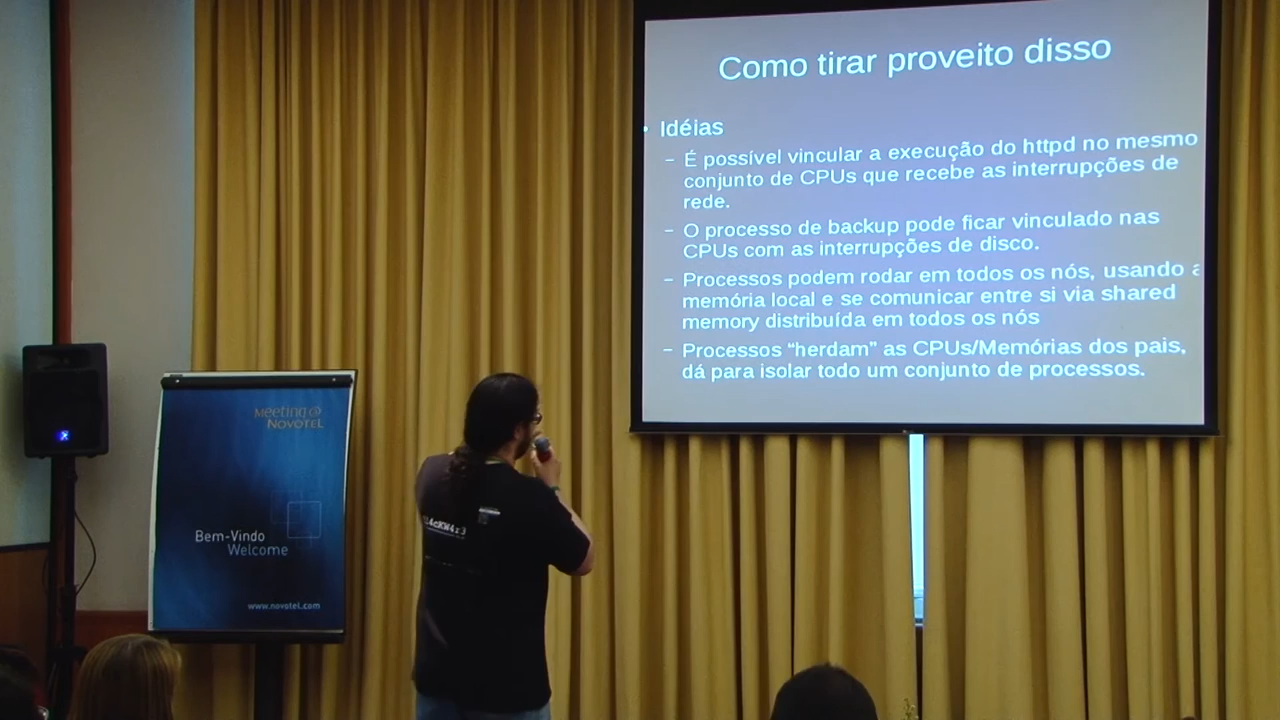 Como tirar proveito disso
• Idéias
– É possível vincular a execução do httpd no mesmo
conjunto de CPUs que recebe as interrupções de
rede.
– O processo de backup pode ficar vinculado nas
CPUs com as interrupções de disco.
– Processos podem rodar em todos os nós, usando a
memória local e se comunicar entre si via shared
memory distribuída em todos os nós
– Processos “herdam” as CPUs/Memórias dos pais,
dá para isolar todo um conjunto de processos.
Meeting@
Novotel
Bem-Vindo
Welcome
www.novotel.com